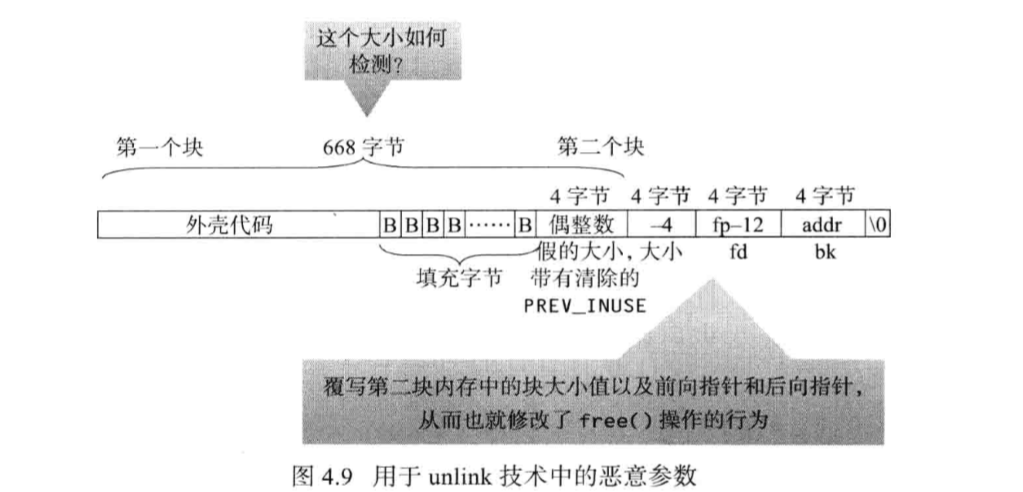 这个大小如何
检测？
第一个块 668 字节 第二个块
4 字节 4 字节 4 字节 4 字节
外壳代码 B B B B …… B 偶整数 –4 fp–12 addr \0
假的大小， 大小 fd bk
填充字节 带有清除的
PREV_INUSE
覆写第二块内存中的块大小值以及前向指针和后向指针，
从而也就修改了 free() 操作的行为
图 4.9 用于 unlink 技术中的恶意参数